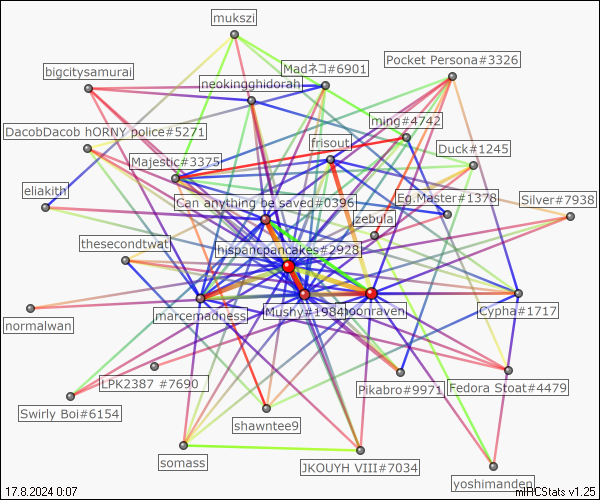 mukszi
Madネコ#6901
Pocket Persona#3326
bigcitysamurai
neokingghidorah
DacobDacob hORNY police#5271
ming#4742
frisout
Duck#1245
Majestic#3375
eliakith
Can anything be saved#0396
Eg.Master#1378
Silver#7938
zebula
thesecondtwat
hispancpancakes#2928
marcemadness
Mushy#1984
moonraven
Cypha#1717
normalwan
LPK2387 #7690
Pikabro#9971
Fedora Stoat#4479
Swirly Boi#6154
shawntee9
somass
JKOUYH VIII#7034
yoshimanden
17.8.2024 0:07
mIRCStats v1.25